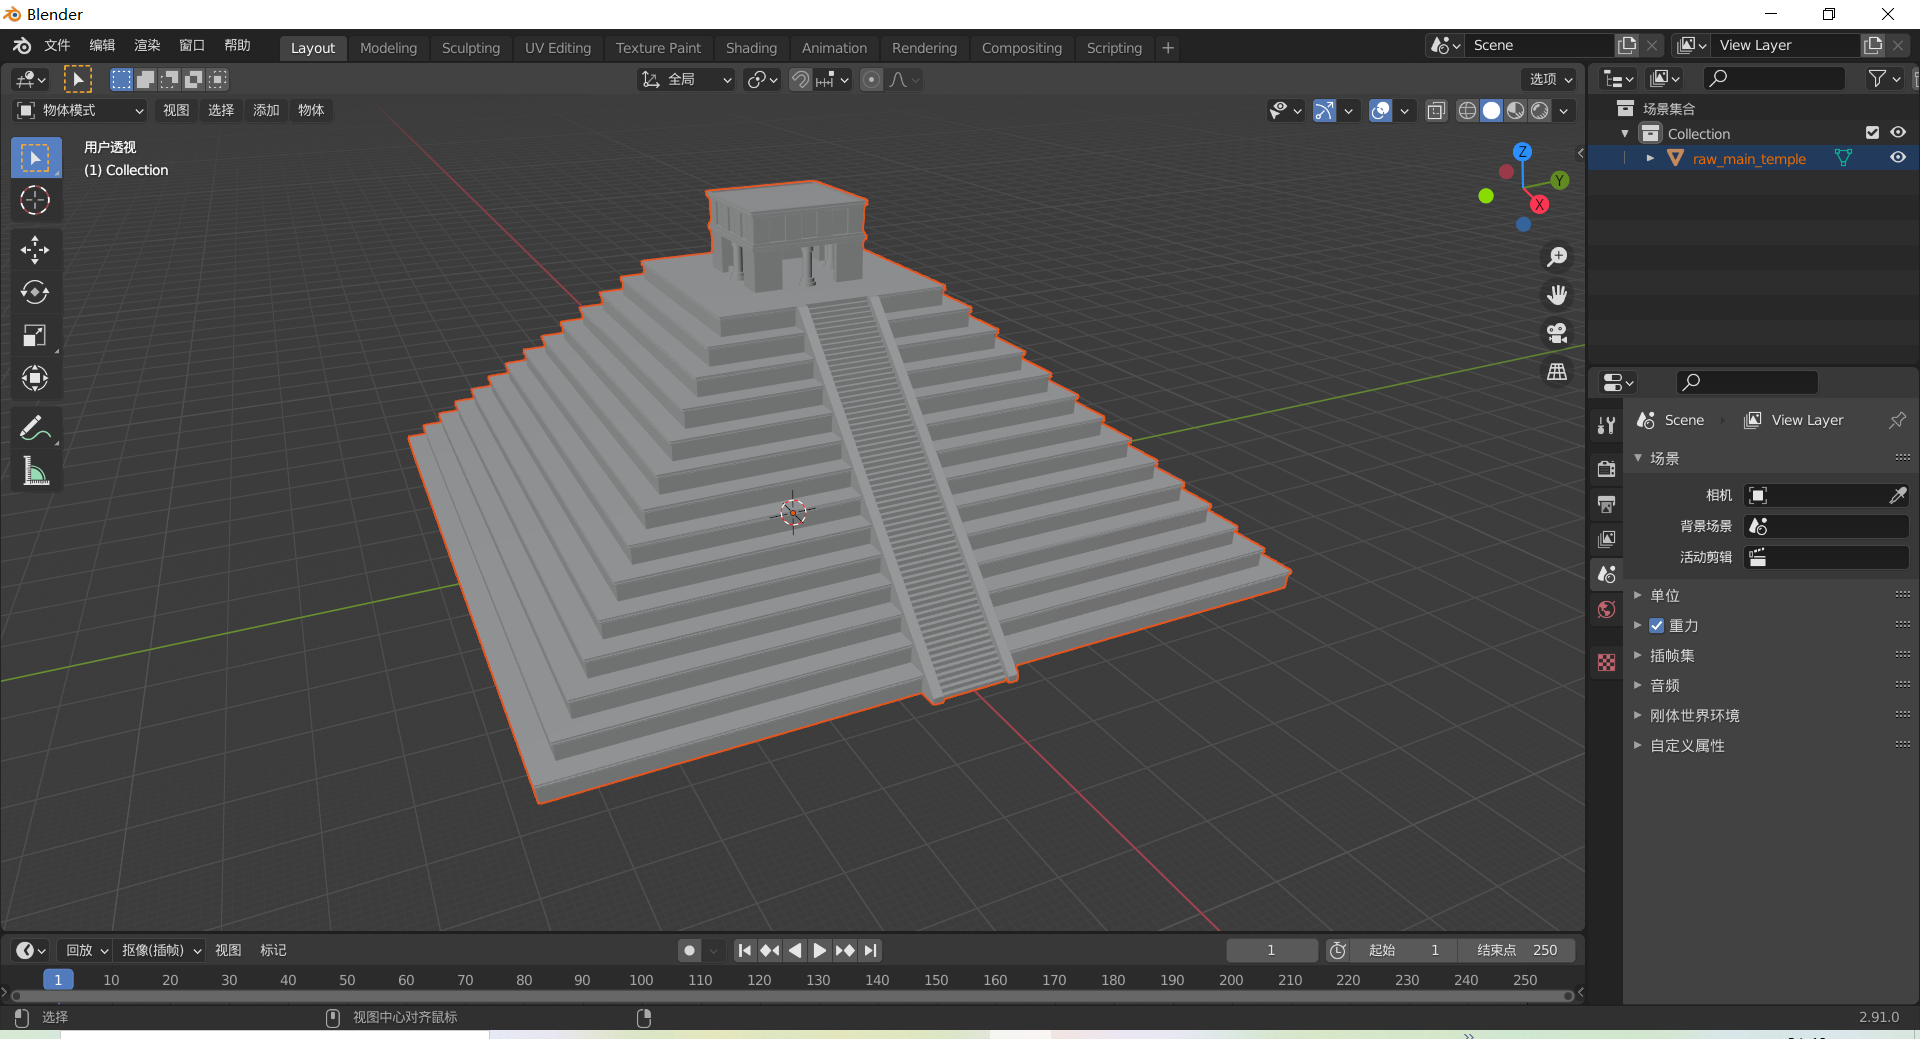 Blender
文件 编辑 渲染 窗口 帮助 Layout Modeling Sculpting UV Editing Texture Paint Shading Animation Rendering Compositing Scripting + Scene View Layer
全局 选项
物体模式 视图 选择 添加 物体
用户透视
(1) Collection
Z
Y
X
场景集合
Collection
raw_main_temple
Scene View Layer
场景
相机
背景场景
活动剪辑
单位
重力
插帧集
音频
刚体世界环境
自定义属性
回放 抠像(插帧) 视图 标记 1 起始 1 结束点 250
1 10 20 30 40 50 60 70 80 90 100 110 120 130 140 150 160 170 180 190 200 210 220 230 240 250
选择 视图中心对齐鼠标 2.91.0